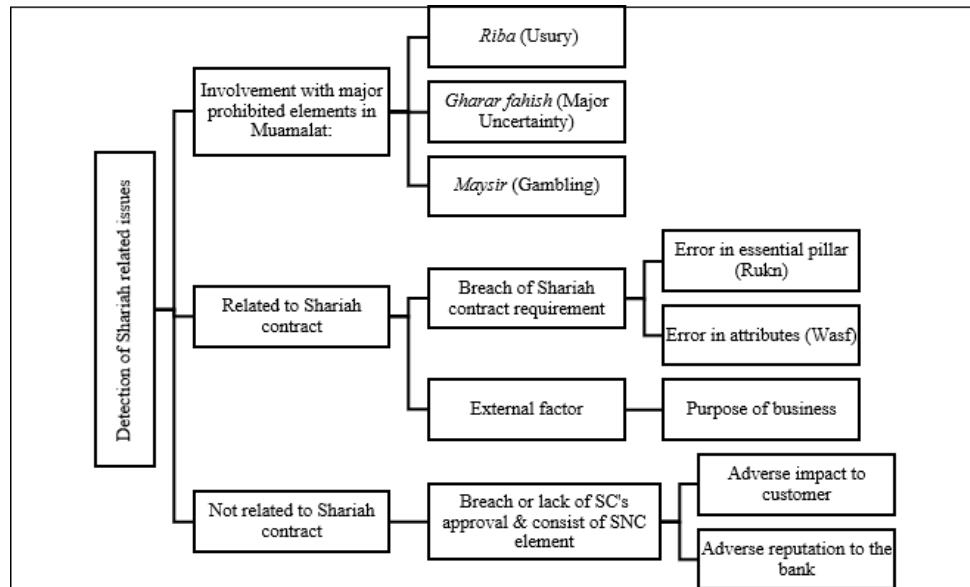 Detection of Shariah related issues
Involvement with major
prohibited elements in
Muamalat:
Riba (Usury)
Gharar fahish (Major
Uncertainty)
Maysir (Gambling)
Related to Shariah
contract
Breach of Shariah
contract requirement
Error in essential pillar
(Rukn)
Error in attributes (Wasf)
External factor
Purpose of business
Not related to Shariah
contract
Breach or lack of SC's
approval & consist of SNC
element
Adverse impact to
customer
Adverse reputation to the
bank